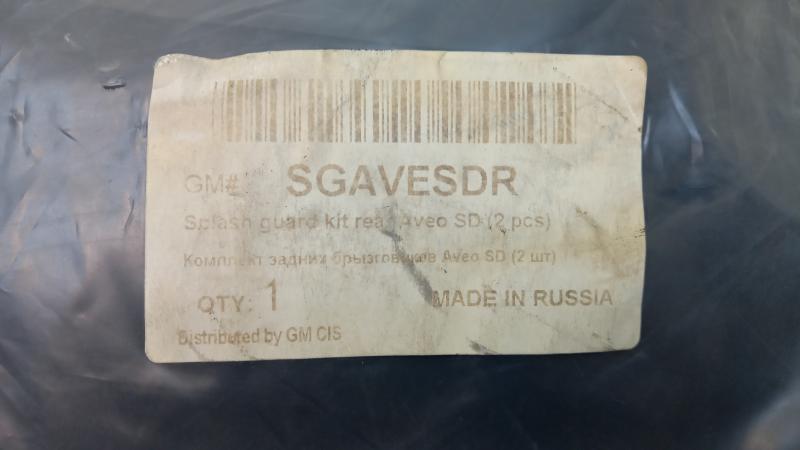 GM# SGAVESDR
Splash guard kit rear Aveo SD (2 pcs)
Комплект задних брызговиков Aveo SD (2 шт)
QTY: 1 MADE IN RUSSIA
Distributed by GM CIS